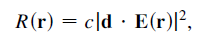 R(r) = c|d · E(r)|²,